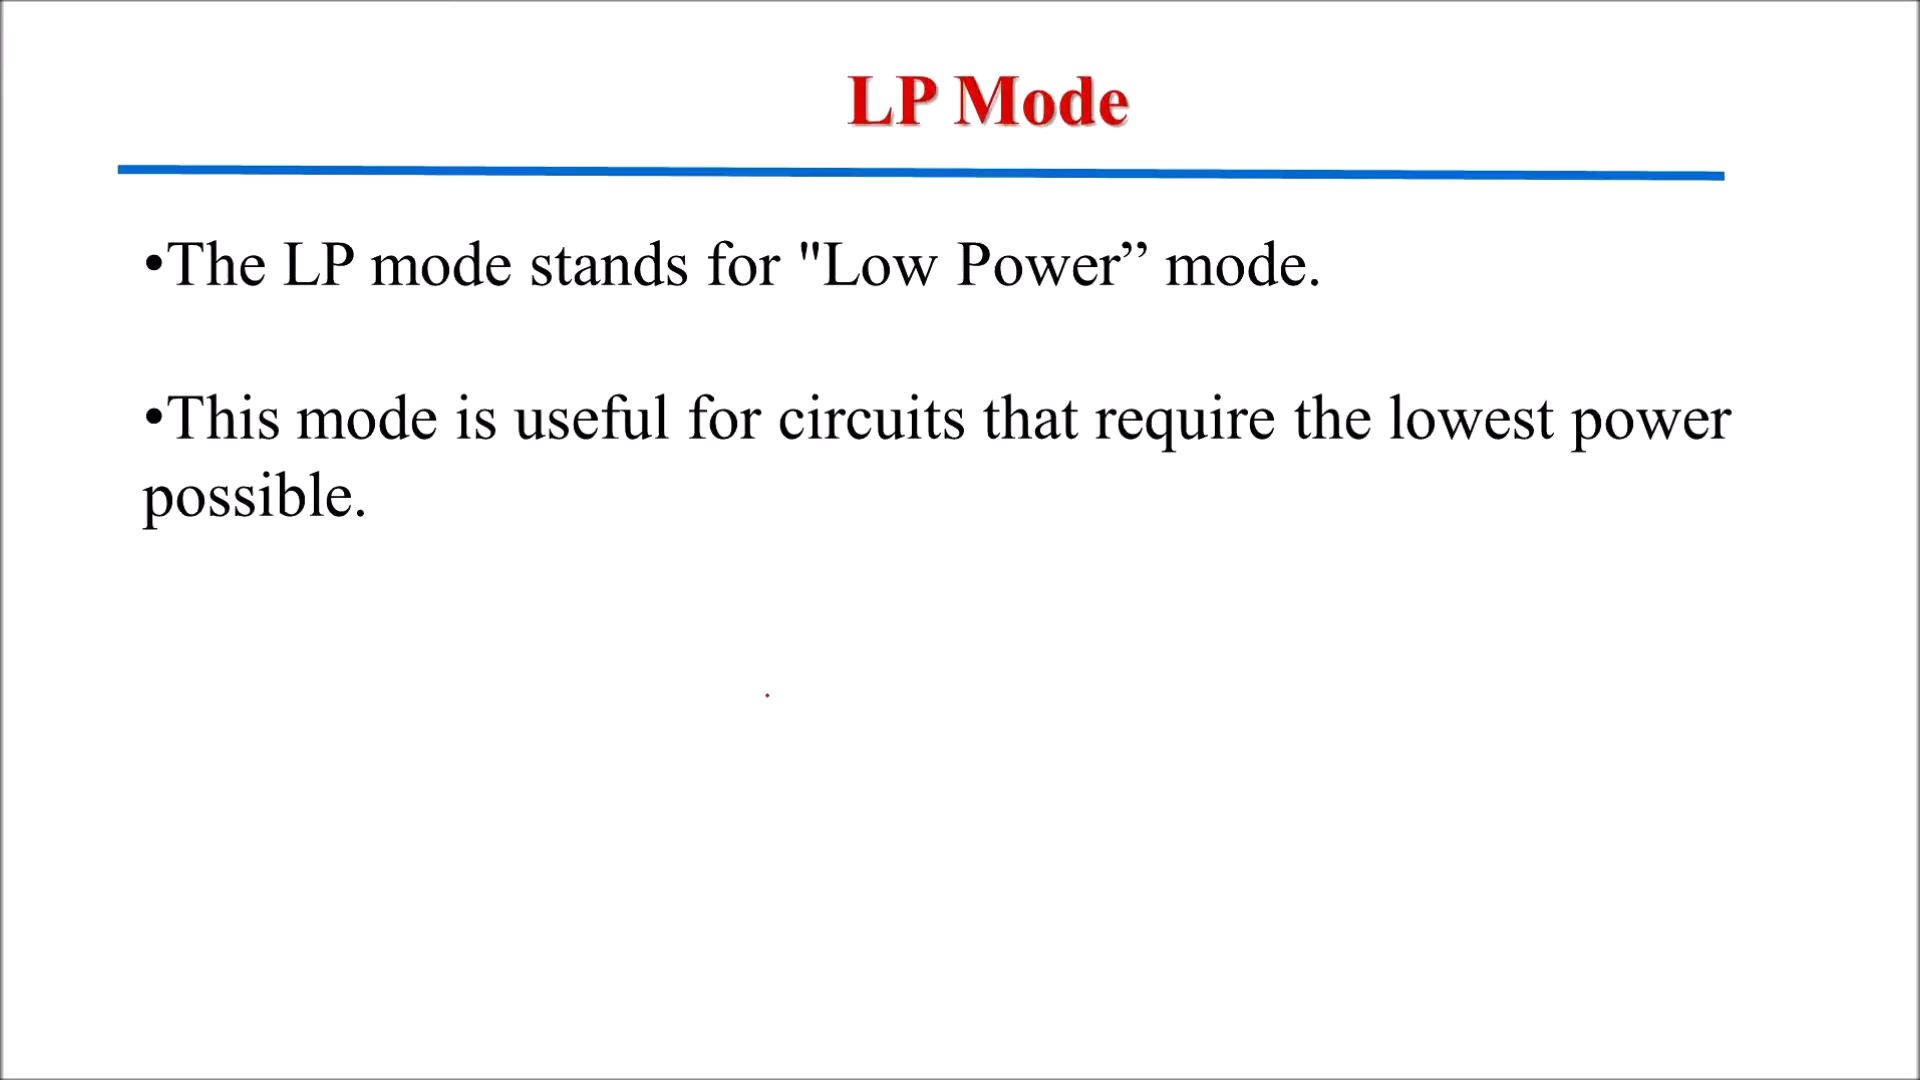 LP Mode
•The LP mode stands for "Low Power” mode.
•This mode is useful for circuits that require the lowest power
possible.